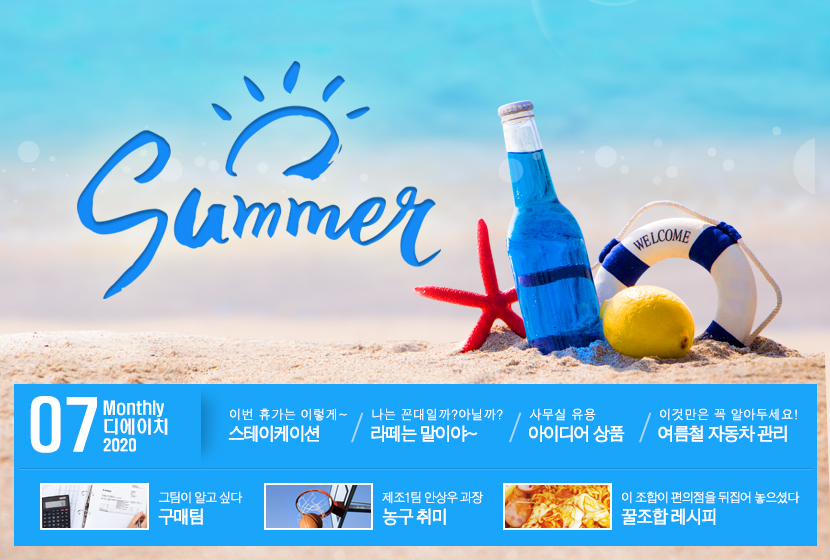 Summer
WELCOME
07
Monthly
디에이치
2020
이번 휴가는 이렇게~
스테이케이션
나는 꼰대일까?아닐까?
라떼는 말이야~
사무실 유용
아이디어 상품
이것만은 꼭 알아두세요!
여름철 자동차 관리
그팀이 알고 싶다
구매팀
제조1팀 안상우 과장
농구 취미
이 조합이 편의점을 뒤집어 놓으셨다
꿀조합 레시피